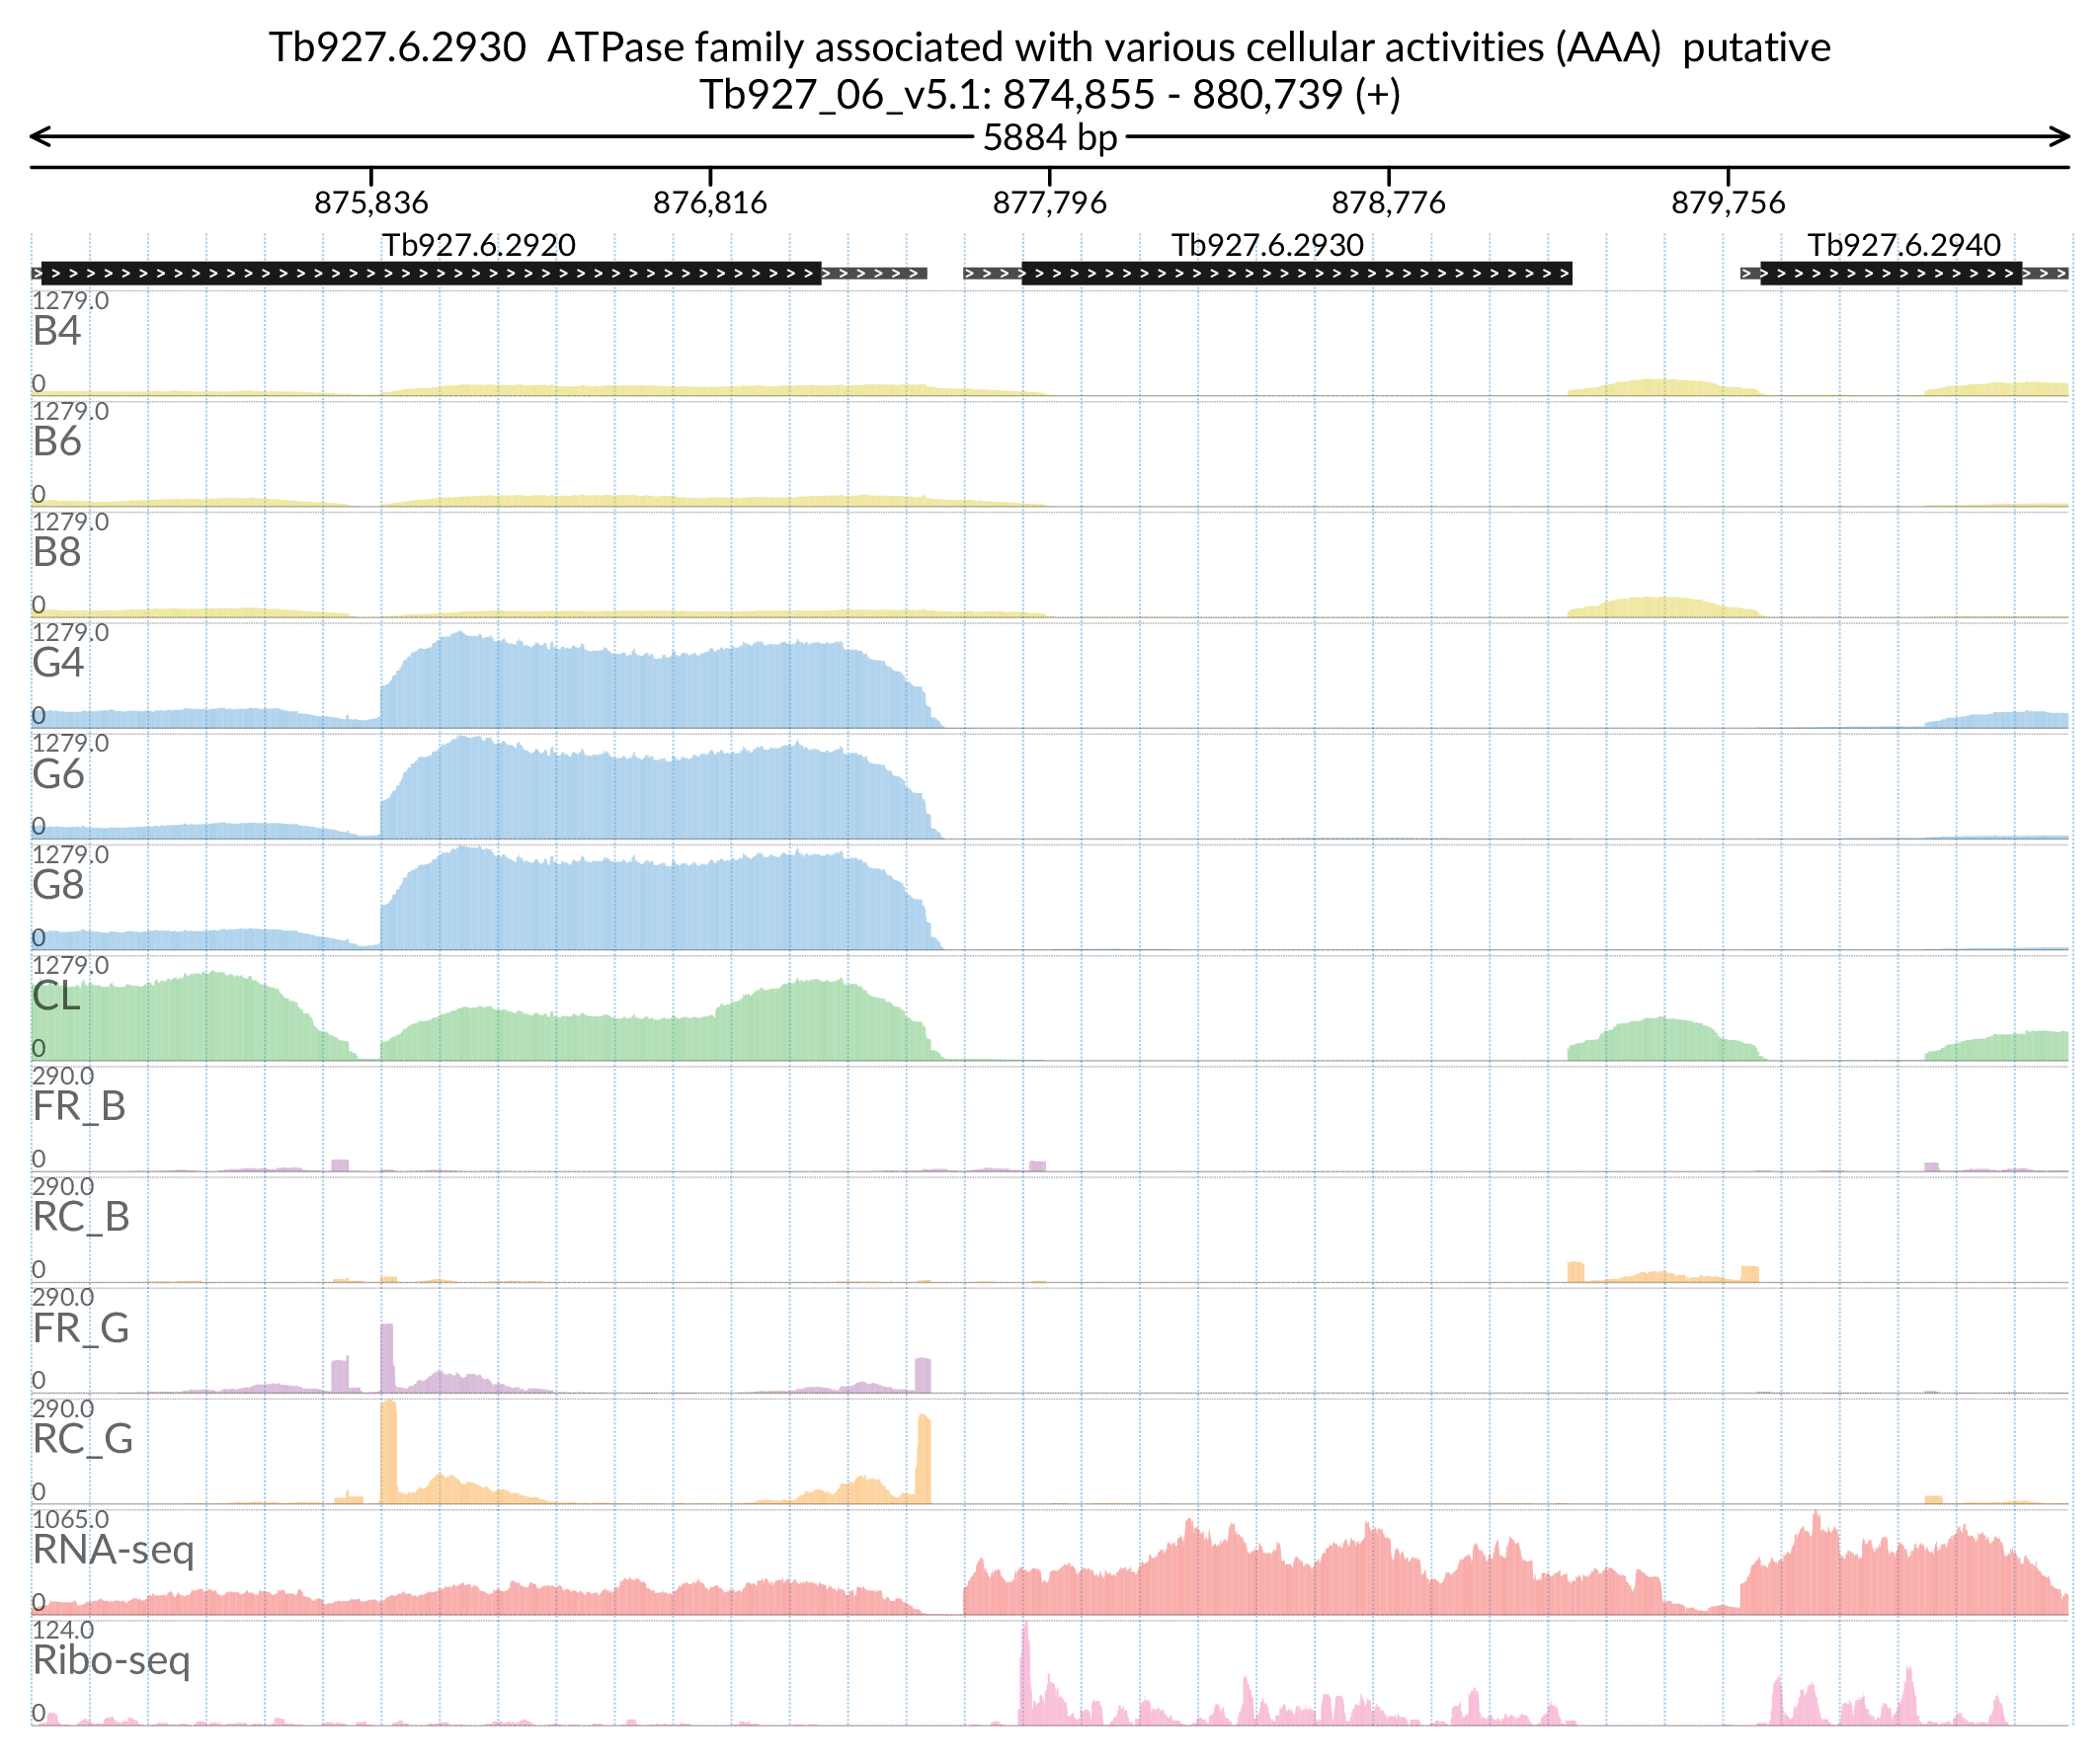 Tb927.6.2930 ATPase family associated with various cellular activities (AAA) putative
Tb927_06_v5.1: 874,855 - 880,739 (+)
5884 bp
875,836 876,816 877,796 878,776 879,756
Tb927.6.2920 Tb927.6.2930 Tb927.6.2940
1279.0
B4
0
1279.0
B6
0
1279.0
B8
0
1279.0
G4
0
1279.0
G6
0
1279.0
G8
0
1279.0
CL
0
290.0
FR_B
0
290.0
RC_B
0
290.0
FR_G
0
290.0
RC_G
0
1065.0
RNA-seq
0
124.0
Ribo-seq
0